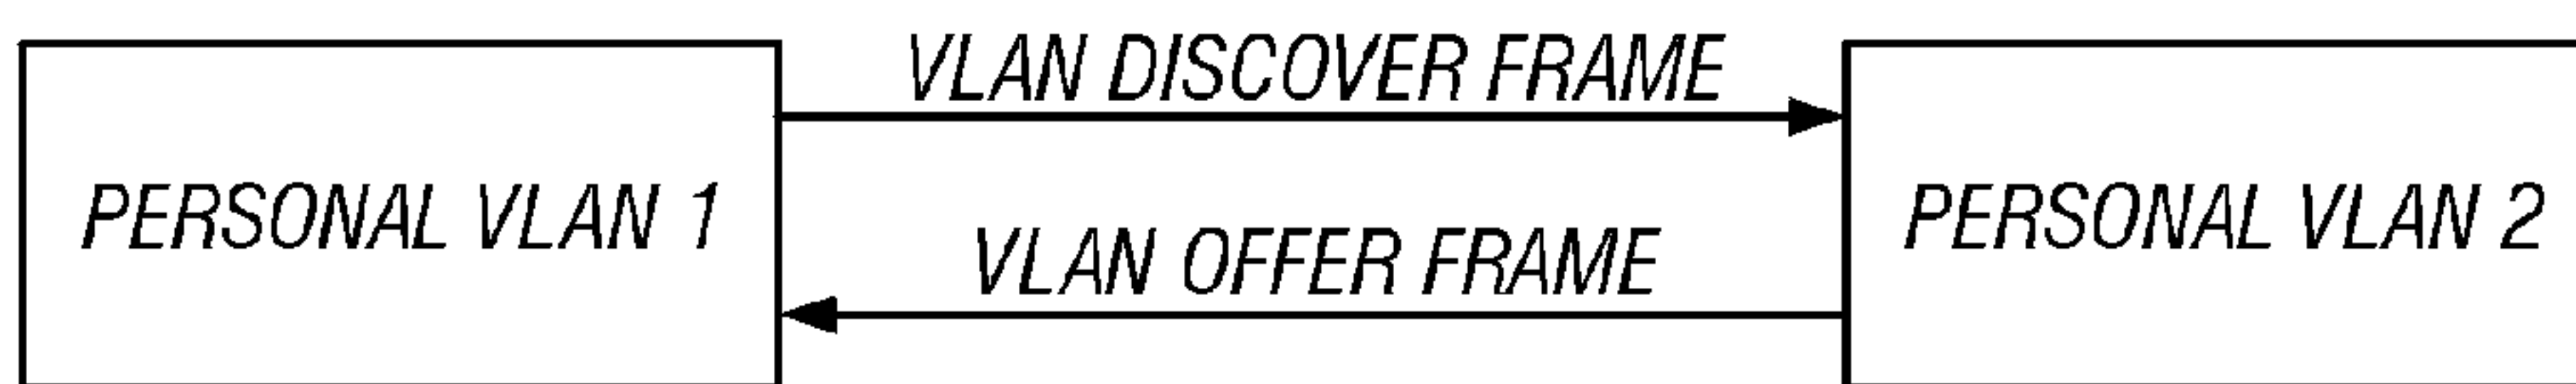 VLAN DISCOVER FRAME
PERSONAL VLAN 1
PERSONAL VLAN 2
VLAN OFFER FRAME